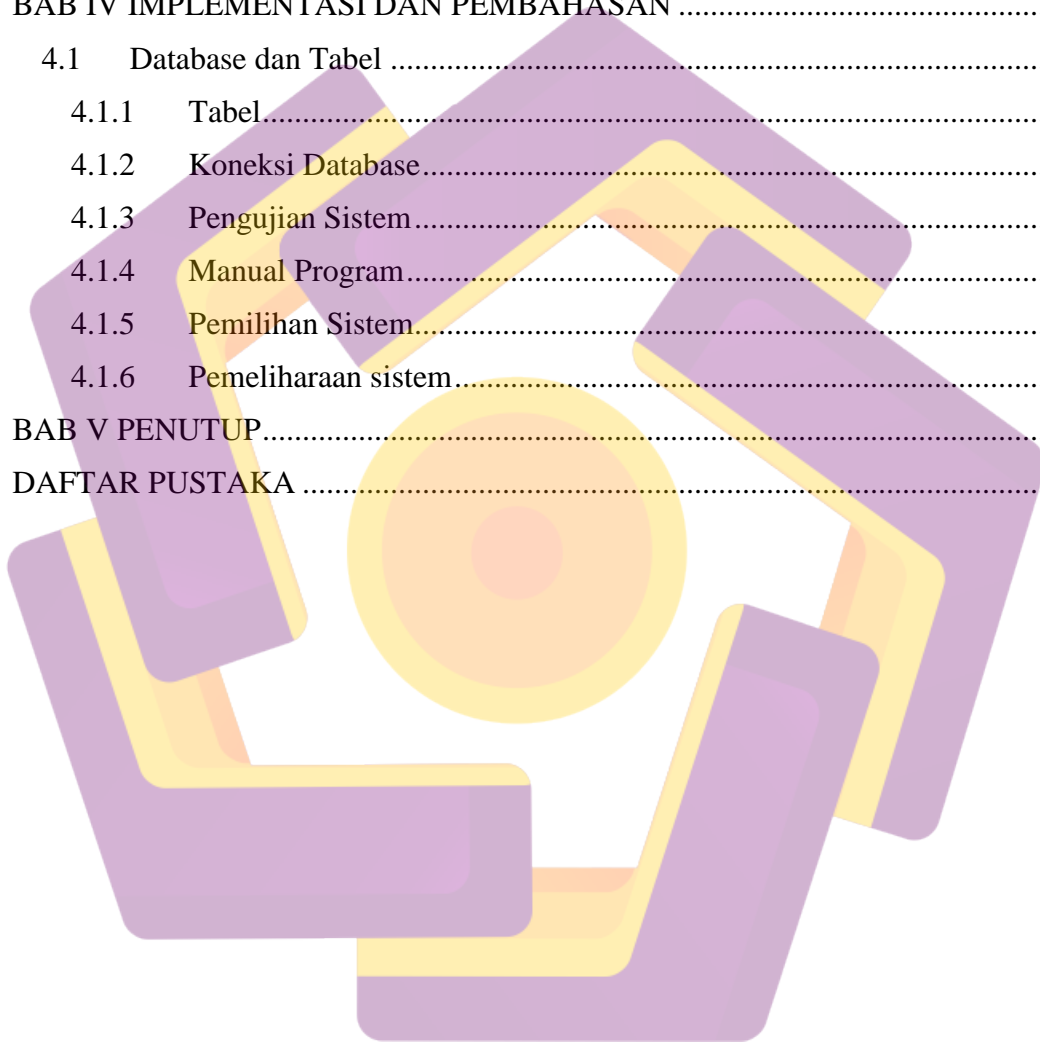 BAB IV IMPLEMENTASI DAN PEMBAHASAN ................................................
4.1 Database dan Tabel ................................................................................
4.1.1 Tabel................................................................................................
4.1.2 Koneksi Database.............................................................................
4.1.3 Pengujian Sistem..............................................................................
4.1.4 Manual Program...............................................................................
4.1.5 Pemilihan Sistem..............................................................................
4.1.6 Pemeliharaan sistem.........................................................................
BAB V PENUTUP..................................................................................................
DAFTAR PUSTAKA .............................................................................................